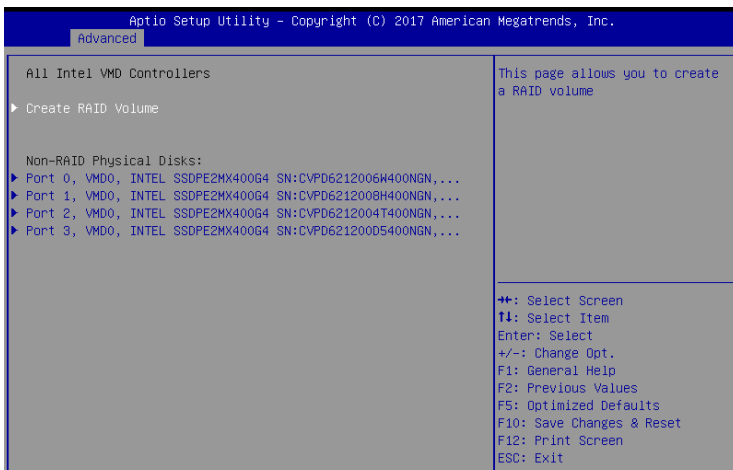 Aptio Setup Utility – Copyright (C) 2017 American Megatrends, Inc.
Advanced
All Intel VMD Controllers
Create RAID Volume
Non-RAID Physical Disks:
Port 0, VMD0, INTEL SSDPE2MX400G4 SN:CVPD6212006W400NGN,...
Port 1, VMD0, INTEL SSDPE2MX400G4 SN:CVPD6212008H400NGN,...
Port 2, VMD0, INTEL SSDPE2MX400G4 SN:CVPD6212004T400NGN,...
Port 3, VMD0, INTEL SSDPE2MX400G4 SN:CVPD621200D5400NGN,...
This page allows you to create
a RAID volume
→←: Select Screen
↑↓: Select Item
Enter: Select
+/-: Change Opt.
F1: General Help
F2: Previous Values
F5: Optimized Defaults
F10: Save Changes & Reset
F12: Print Screen
ESC: Exit